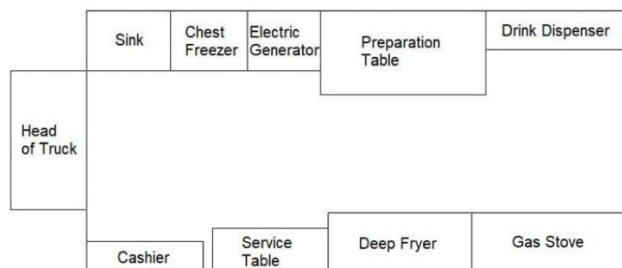 Sink
Chest
Freezer
Electric
Generator
Preparation
Table
Drink Dispenser
Head
of Truck
Cashier
Service
Table
Deep Fryer
Gas Stove